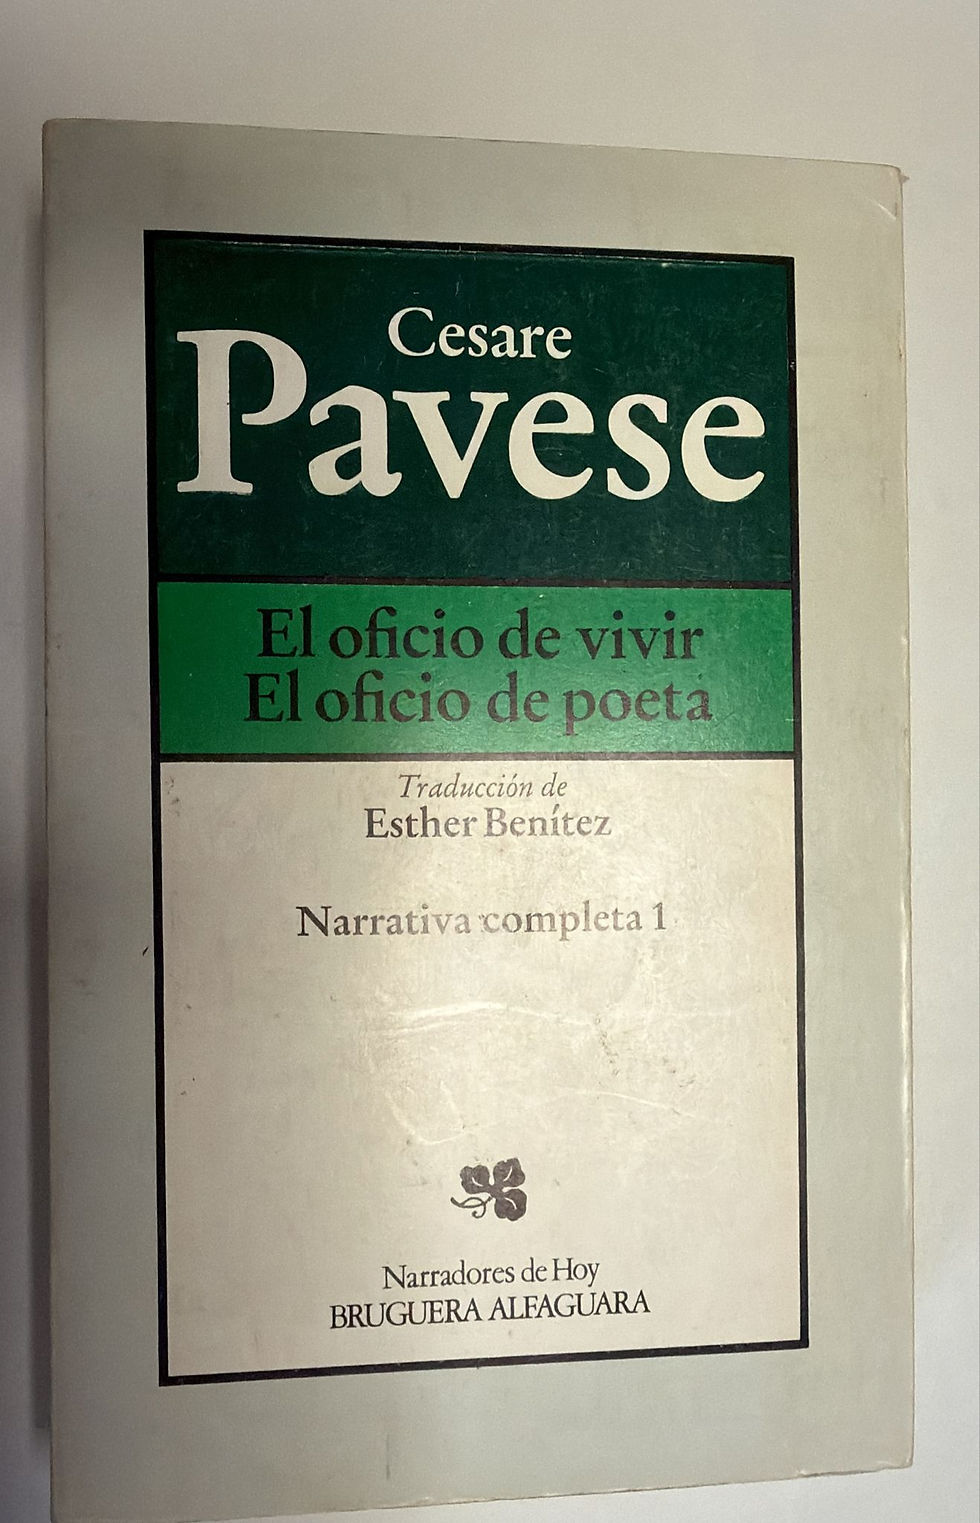 Cesare
Pavese
El oficio de vivir
El oficio de poeta
Traducción de
Esther Benítez
Narrativa completa 1
Narradores de Hoy
BRUGUERA ALFAGUARA